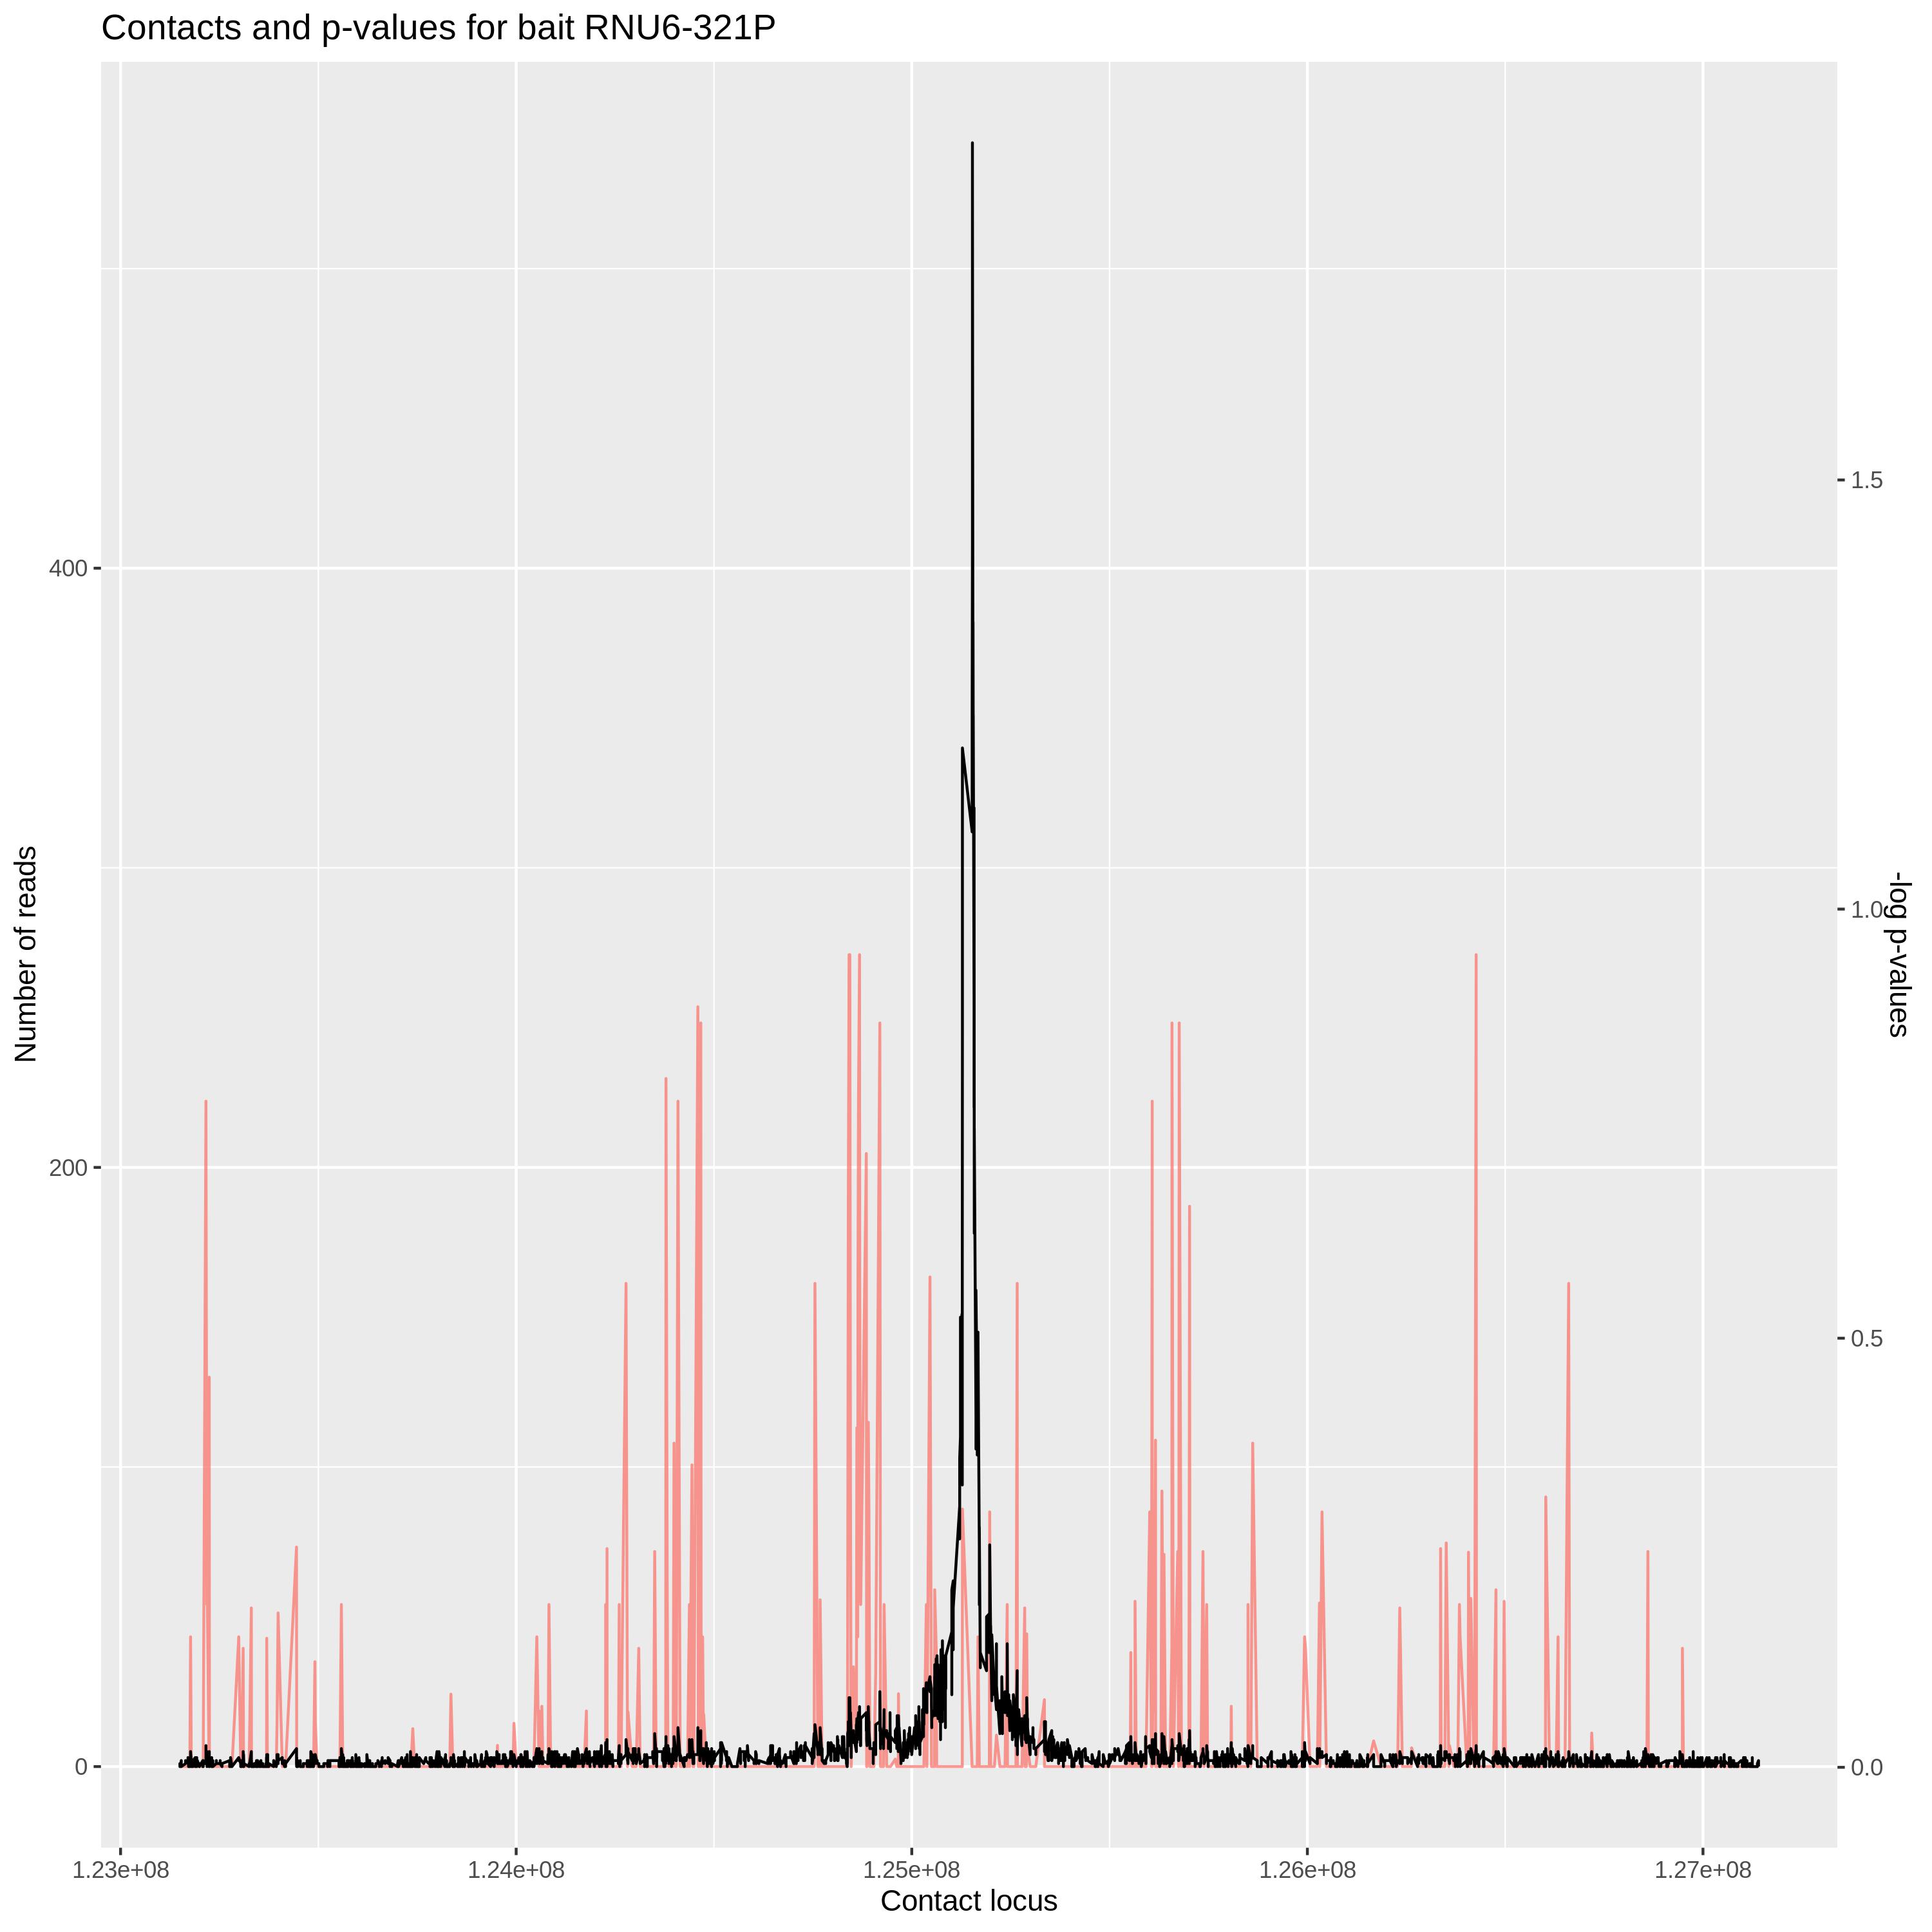 Contacts and p-values for bait RNU6-321P
Number of reads
400
200
0
1.5
1.0
0.5
0.0
-log p-values
1.23e+08
1.24e+08
1.25e+08
1.26e+08
1.27e+08
Contact locus